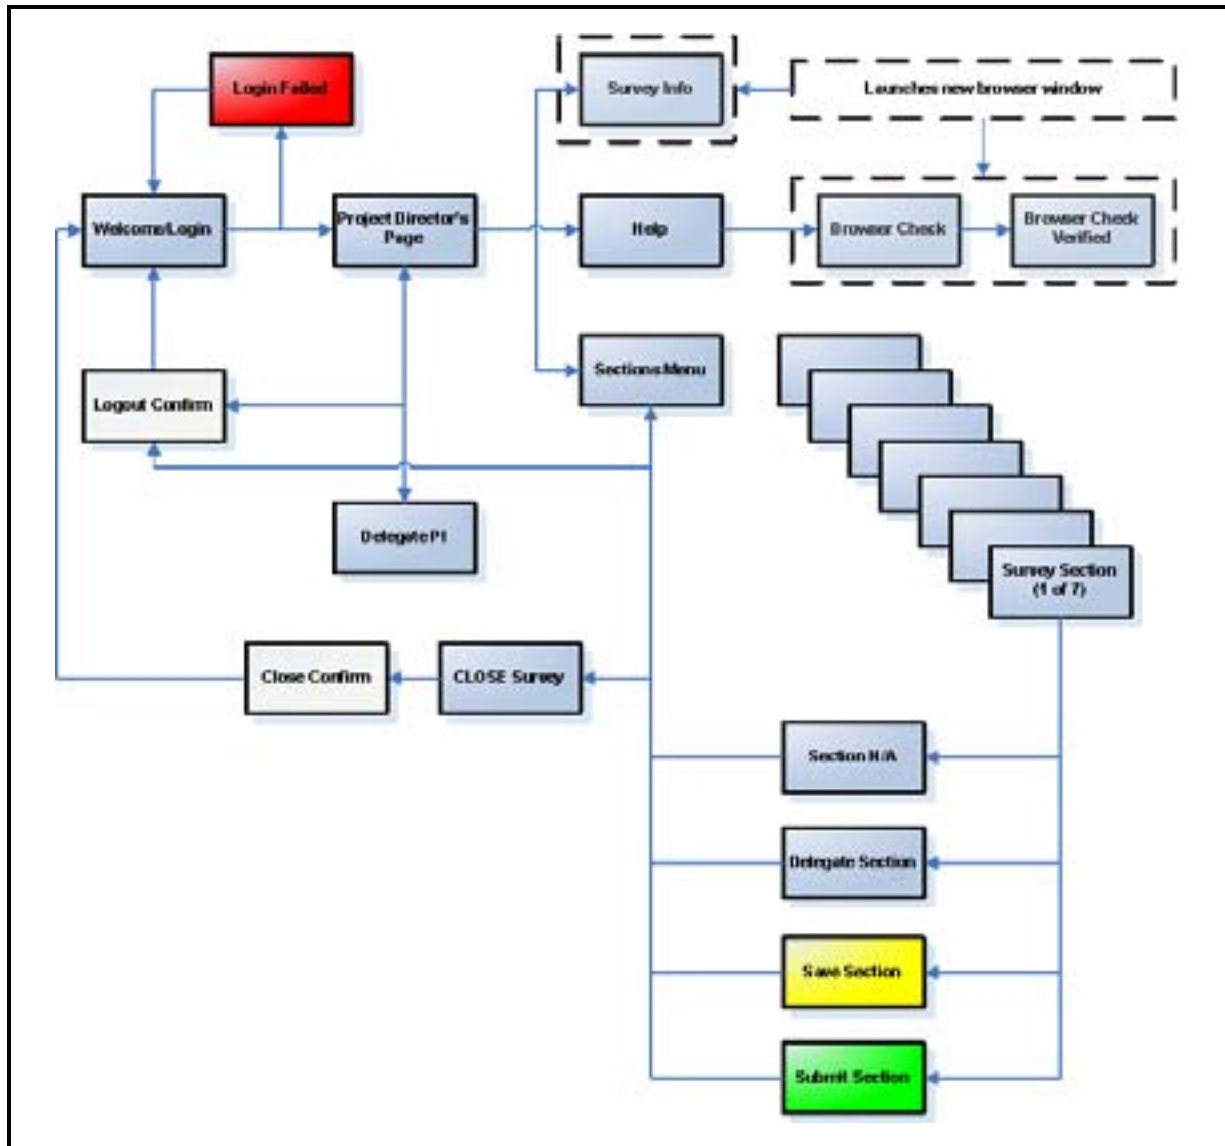 Login Failed
Survey Info
Launches new browser window
Welcome/Login
Project Director's
Page
Help
Browser Check
Browser Check
Verified
Sections Menu
Logout Confirm
Delegate PI
Survey Section
(1 of 7)
Close Confirm
CLOSE Survey
Section N/A
Delegate Section
Save Section
Submit Section